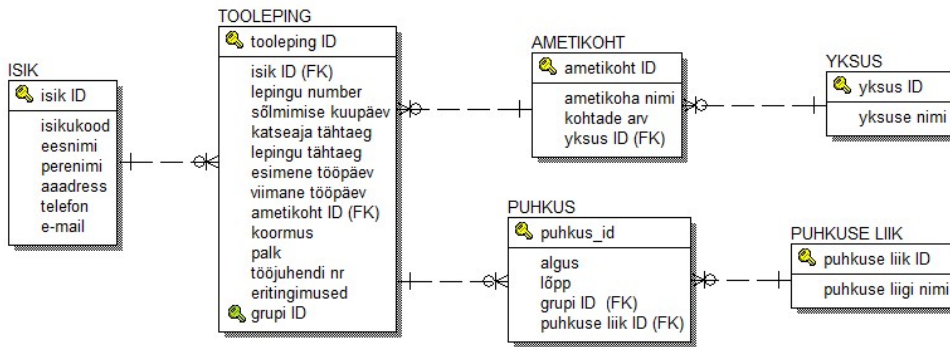 ISIK
isik ID
isikukood
eesnimi
perenimi
aaadress
telefon
e-mail
TOOLEPING
tooleping ID
isik ID (FK)
lepingu number
sőlmimise kuupäev
katseaja tähtaeg
lepingu tähtaeg
esimene tööpäev
viimane tööpäev
ametikoht ID (FK)
koormus
palk
tööjuhendi nr
eritingimused
grupi ID
AMETIKOHT
ametikoht ID
ametikoha nimi
kohtade arv
yksus ID (FK)
YKSUS
yksus ID
yksuse nimi
PUHKUS
puhkus_id
algus
lőpp
grupi ID (FK)
puhkuse liik ID (FK)
PUHKUSE LIIK
puhkuse liik ID
puhkuse liigi nimi